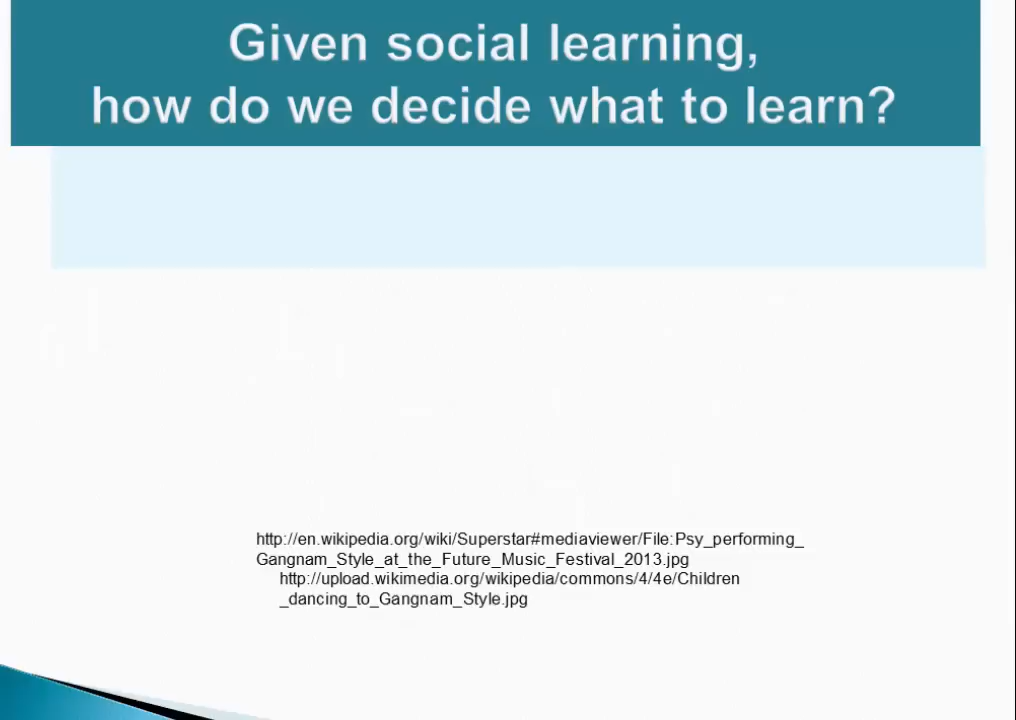 Given social learning,
how do we decide what to learn?
http://en.wikipedia.org/wiki/Superstar#mediaviewer/File:Psy_performing_
Gangnam_Style_at_the_Future_Music_Festival_2013.jpg
http://upload.wikimedia.org/wikipedia/commons/4/4e/Children
_dancing_to_Gangnam_Style.jpg